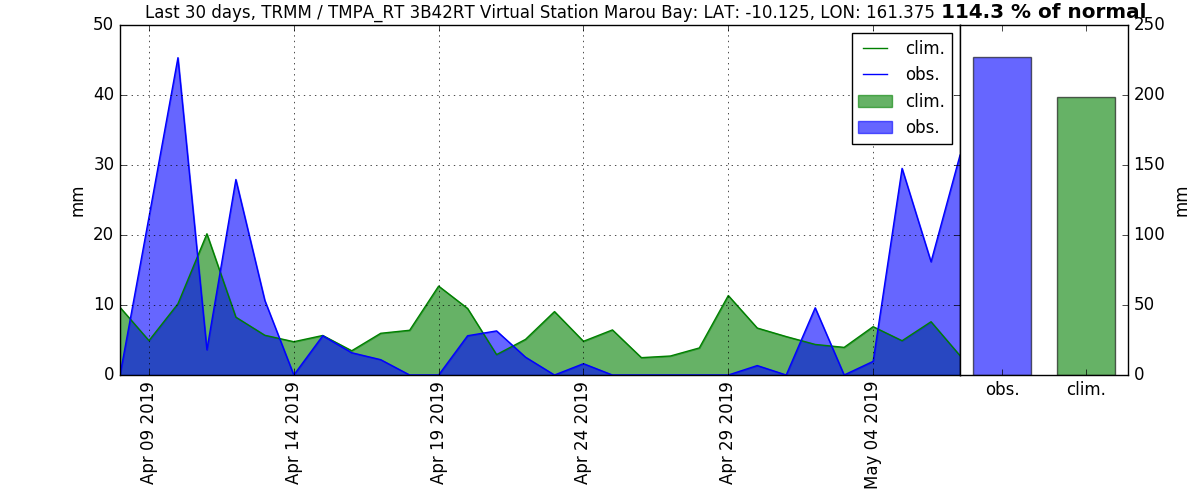 Last 30 days, TRMM / TMPA_RT 3B42RT Virtual Station Marou Bay: LAT: -10.125, LON: 161.375 114.3 % of normal
50
40
30
20
10
0
mm
clim.
obs.
clim.
obs.
250
200
150
100
50
0
mm
obs.
clim.
Apr 09 2019
Apr 14 2019
Apr 19 2019
Apr 24 2019
Apr 29 2019
May 04 2019